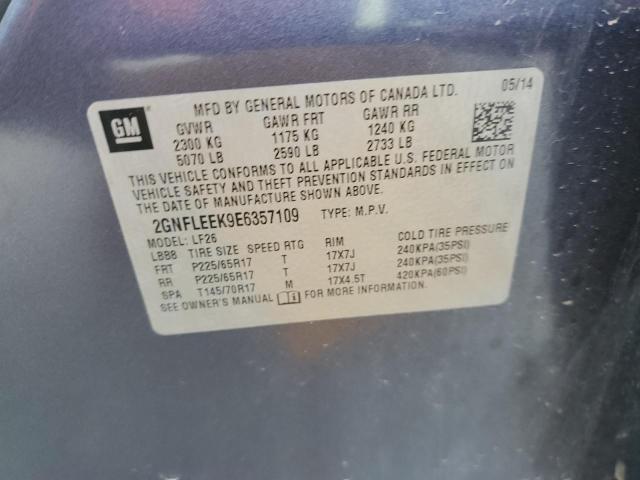 GM
MFD BY GENERAL MOTORS OF CANADA LTD. 05/14
GVWR GAWR FRT GAWR RR
2300 KG 1175 KG 1240 KG
5070 LB 2590 LB 2733 LB
THIS VEHICLE CONFORMS TO ALL APPLICABLE U.S. FEDERAL MOTOR
VEHICLE SAFETY AND THEFT PREVENTION STANDARDS IN EFFECT ON
THE DATE OF MANUFACTURE SHOWN ABOVE.
2GNFLEEK9E6357109 TYPE: M.P.V.
MODEL: LF26
LBBB TIRE SIZE SPEED RTG RIM COLD TIRE PRESSURE
FRT P225/65R17 T 17X7J 240KPA(35PSI)
RR P225/65R17 T 17X7J 240KPA(35PSI)
SPA T145/70R17 M 17X4.5T 420KPA(60PSI)
SEE OWNER'S MANUAL FOR MORE INFORMATION.